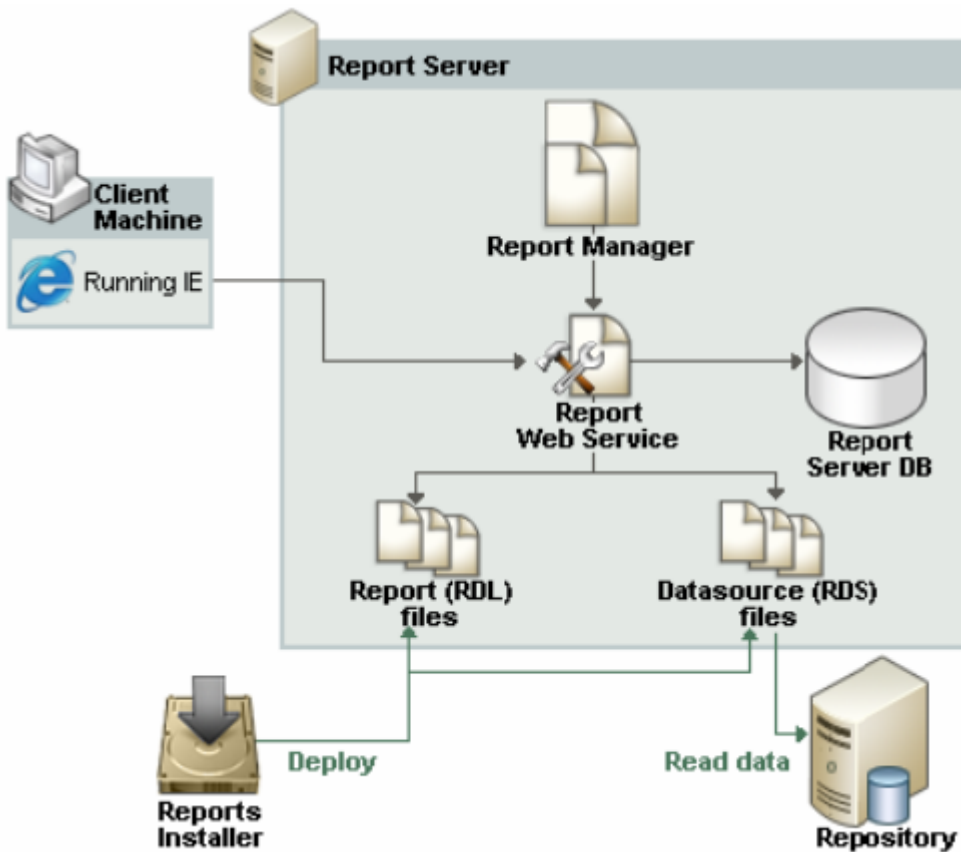 Report Server
Client
Machine
Running IE
Report Manager
Report
Web Service
Report
Server DB
Report (RDL)
files
Datasource (RDS)
files
Deploy
Read data
Reports
Installer
Repository